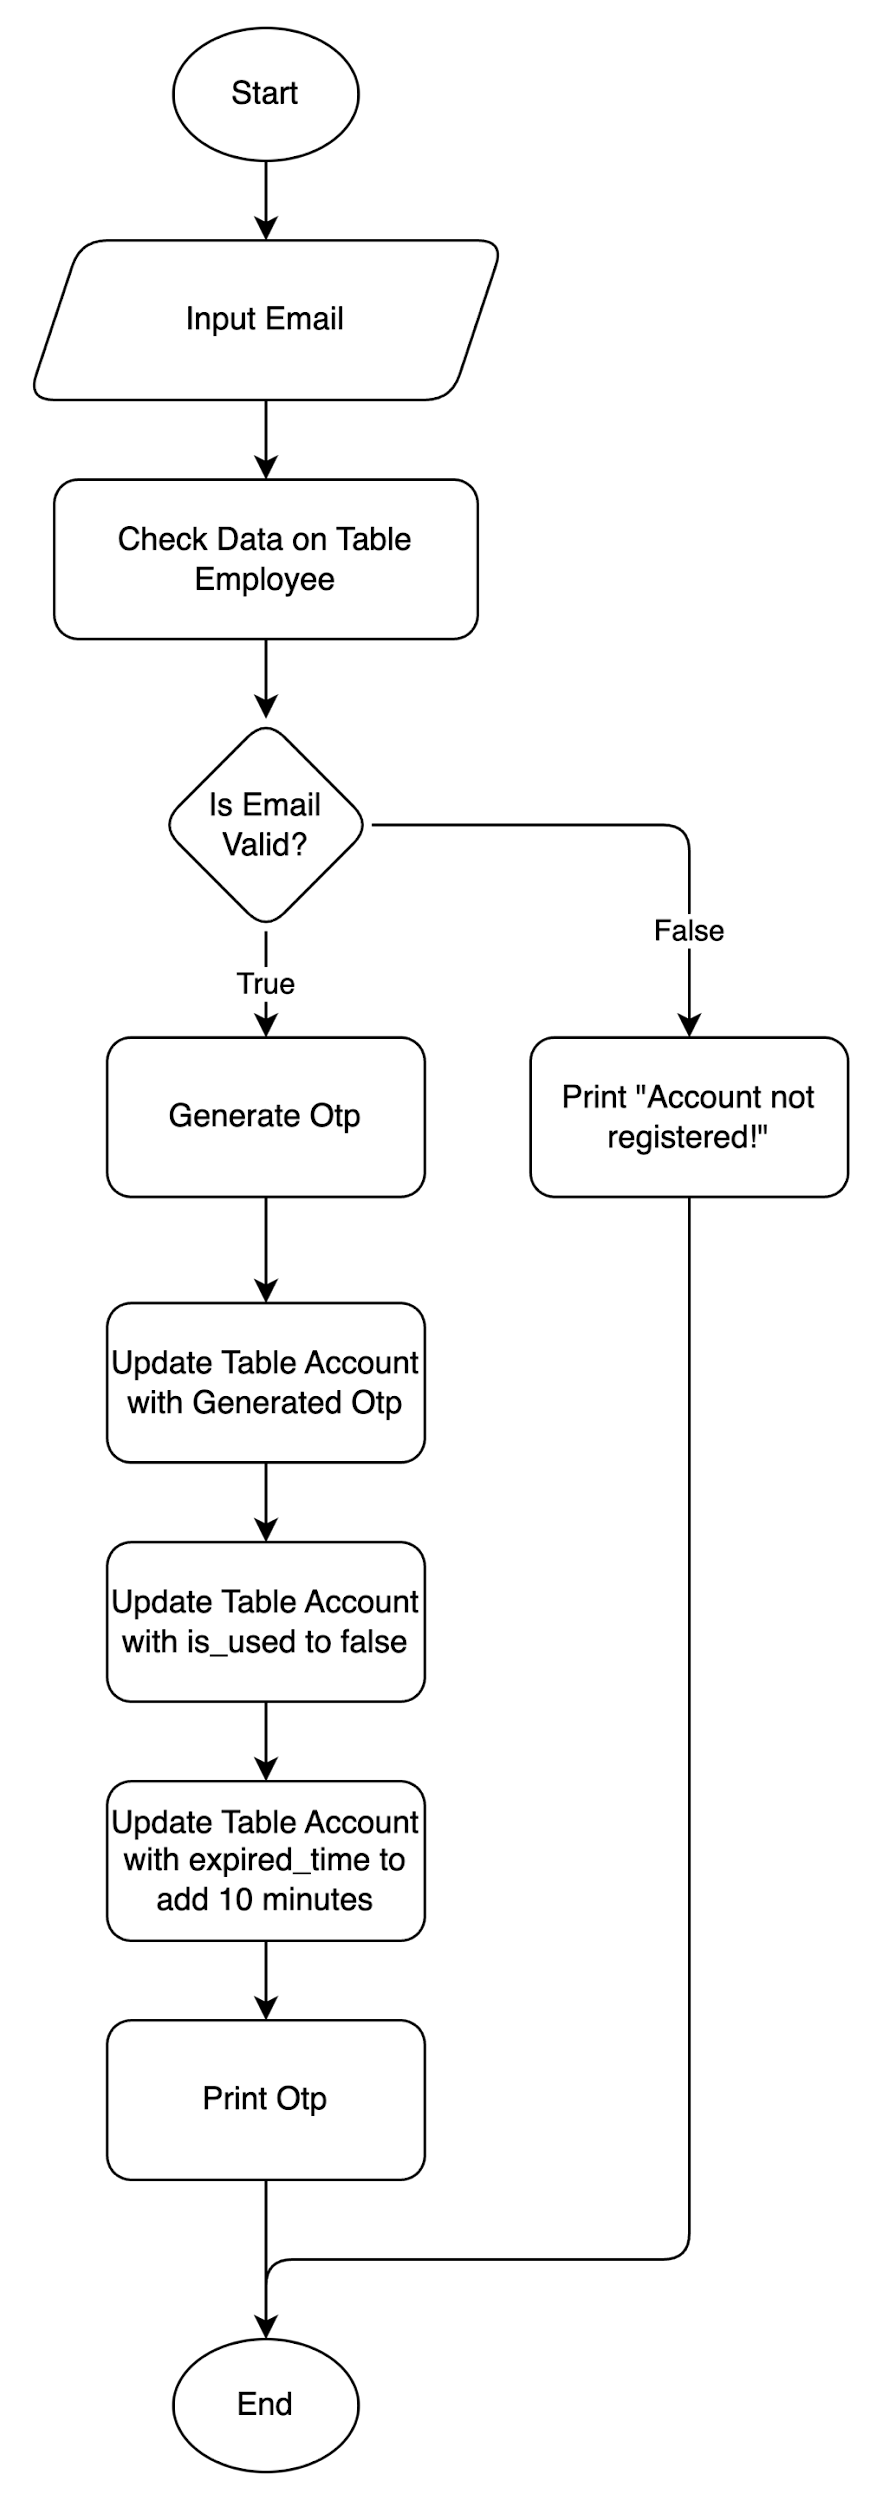 Start
Input Email
Check Data on Table
Employee
Is Email
Valid?
False
True
Generate Otp
Print "Account not
registered!"
Update Table Account
with Generated Otp
Update Table Account
with is_used to false
Update Table Account
with expired_time to
add 10 minutes
Print Otp
End